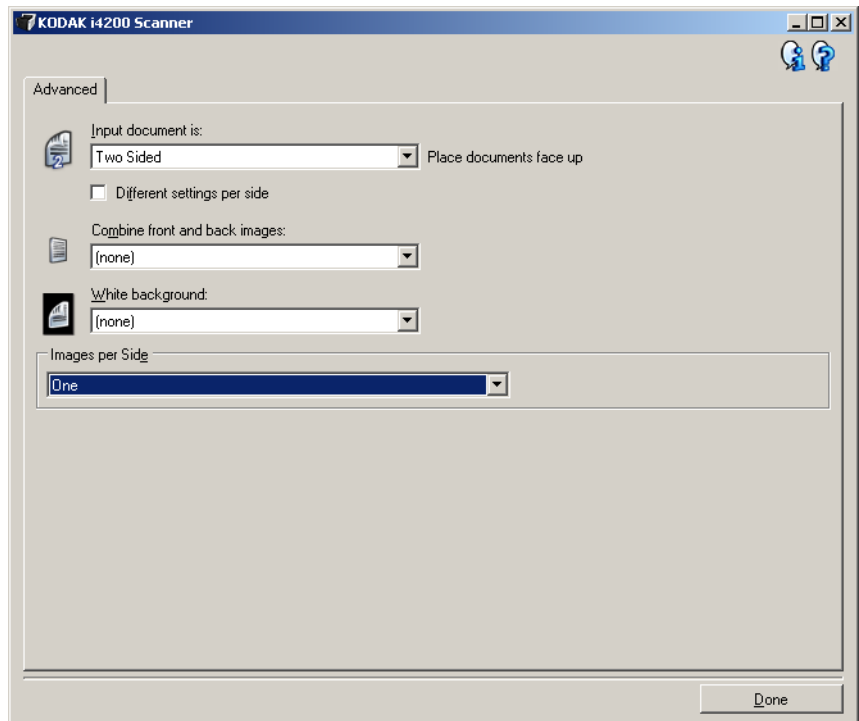 KODAK i4200 Scanner
Advanced
Input document is:
Two Sided Place documents face up
Different settings per side
Combine front and back images:
(none)
White background:
(none)
Images per Side
One
Done